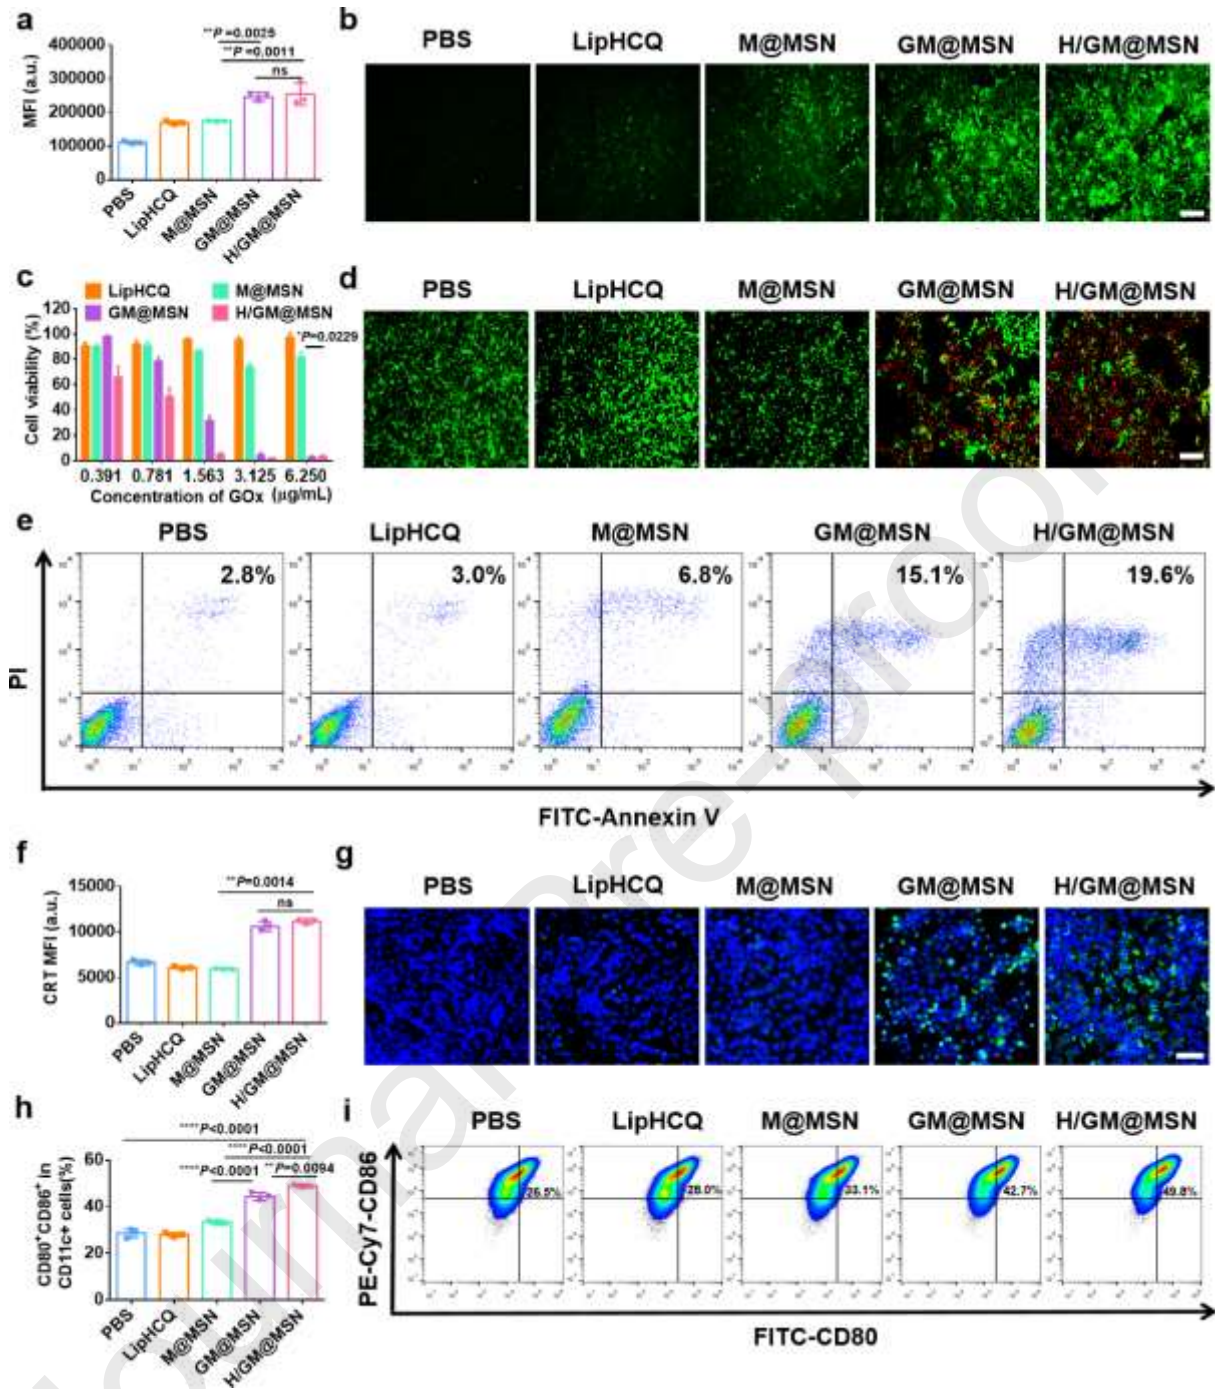 a
**P =0.0025
**P =0.0011
ns
MFI (a.u.)
400000
300000
200000
100000
0
PBS
LipHCQ
M@MSN
GM@MSN
H/GM@MSN
b
PBS LipHCQ M@MSN GM@MSN H/GM@MSN
c
LipHCQ M@MSN
GM@MSN H/GM@MSN
*P=0.0229
Cell viability (%)
120
100
80
60
40
20
0
0.391 0.781 1.563 3.125 6.250
Concentration of GOx (μg/mL)
d
PBS LipHCQ M@MSN GM@MSN H/GM@MSN
e
PBS LipHCQ M@MSN GM@MSN H/GM@MSN
2.8% 3.0% 6.8% 15.1% 19.6%
PI
FITC-Annexin V
f
**P=0.0014
ns
CRT MFI (a.u.)
15000
10000
5000
0
PBS
LipHCQ
M@MSN
GM@MSN
H/GM@MSN
g
PBS LipHCQ M@MSN GM@MSN H/GM@MSN
h
****P<0.0001
****P<0.0001
****P<0.0001 **P=0.0094
CD80+CD86+ in
CD11c+ cells(%)
60
40
20
0
PBS
LipHCQ
M@MSN
GM@MSN
H/GM@MSN
i
PBS LipHCQ M@MSN GM@MSN H/GM@MSN
26.5% 28.0% 33.1% 42.7% 49.8%
PE-Cy7-CD86
FITC-CD80
Journal Pre-proof